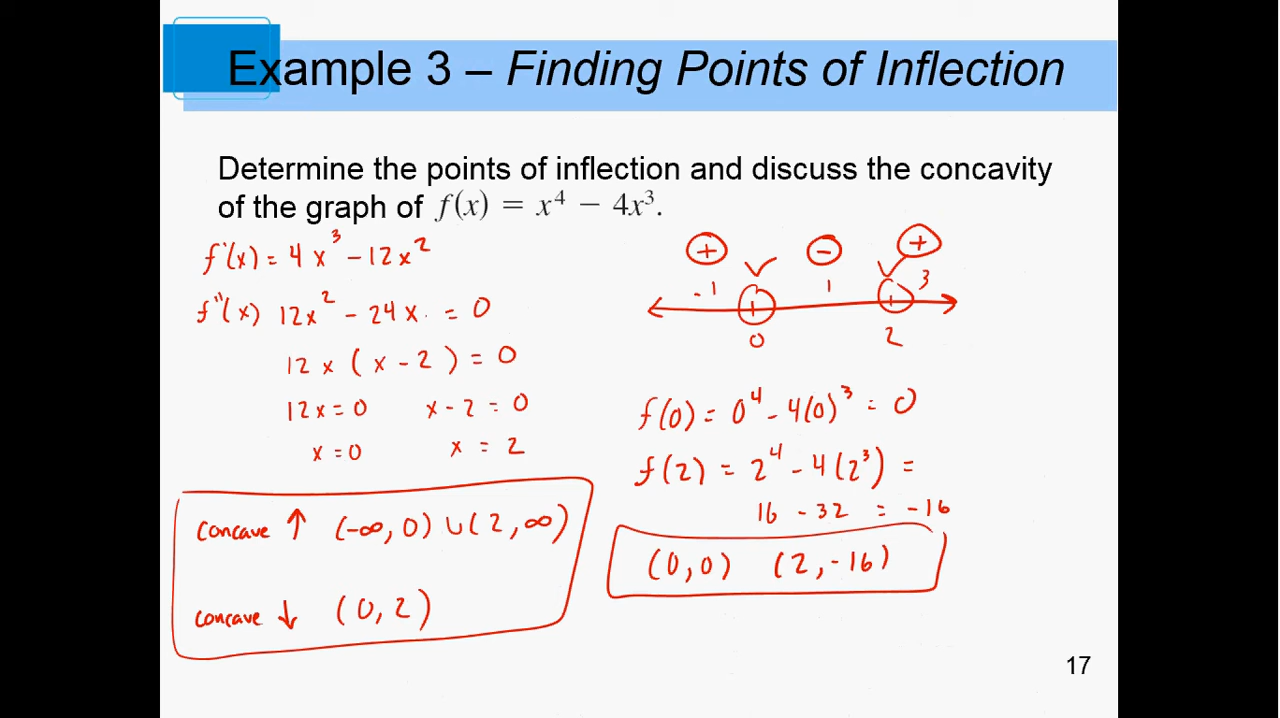 Example 3 – Finding Points of Inflection
Determine the points of inflection and discuss the concavity
of the graph of f(x) = x⁴ − 4x³.
f'(x) = 4x³ − 12x²
f''(x) 12x² − 24x = 0
12x (x − 2) = 0
12x = 0 x − 2 = 0
x = 0 x = 2
concave ↑ (−∞, 0) ∪ (2, ∞)
concave ↓ (0, 2)
+ − +
-1 1 3
0 2
f(0) = 0⁴ − 4(0)³ = 0
f(2) = 2⁴ − 4(2³) =
16 − 32 = −16
(0,0) (2, −16)
17